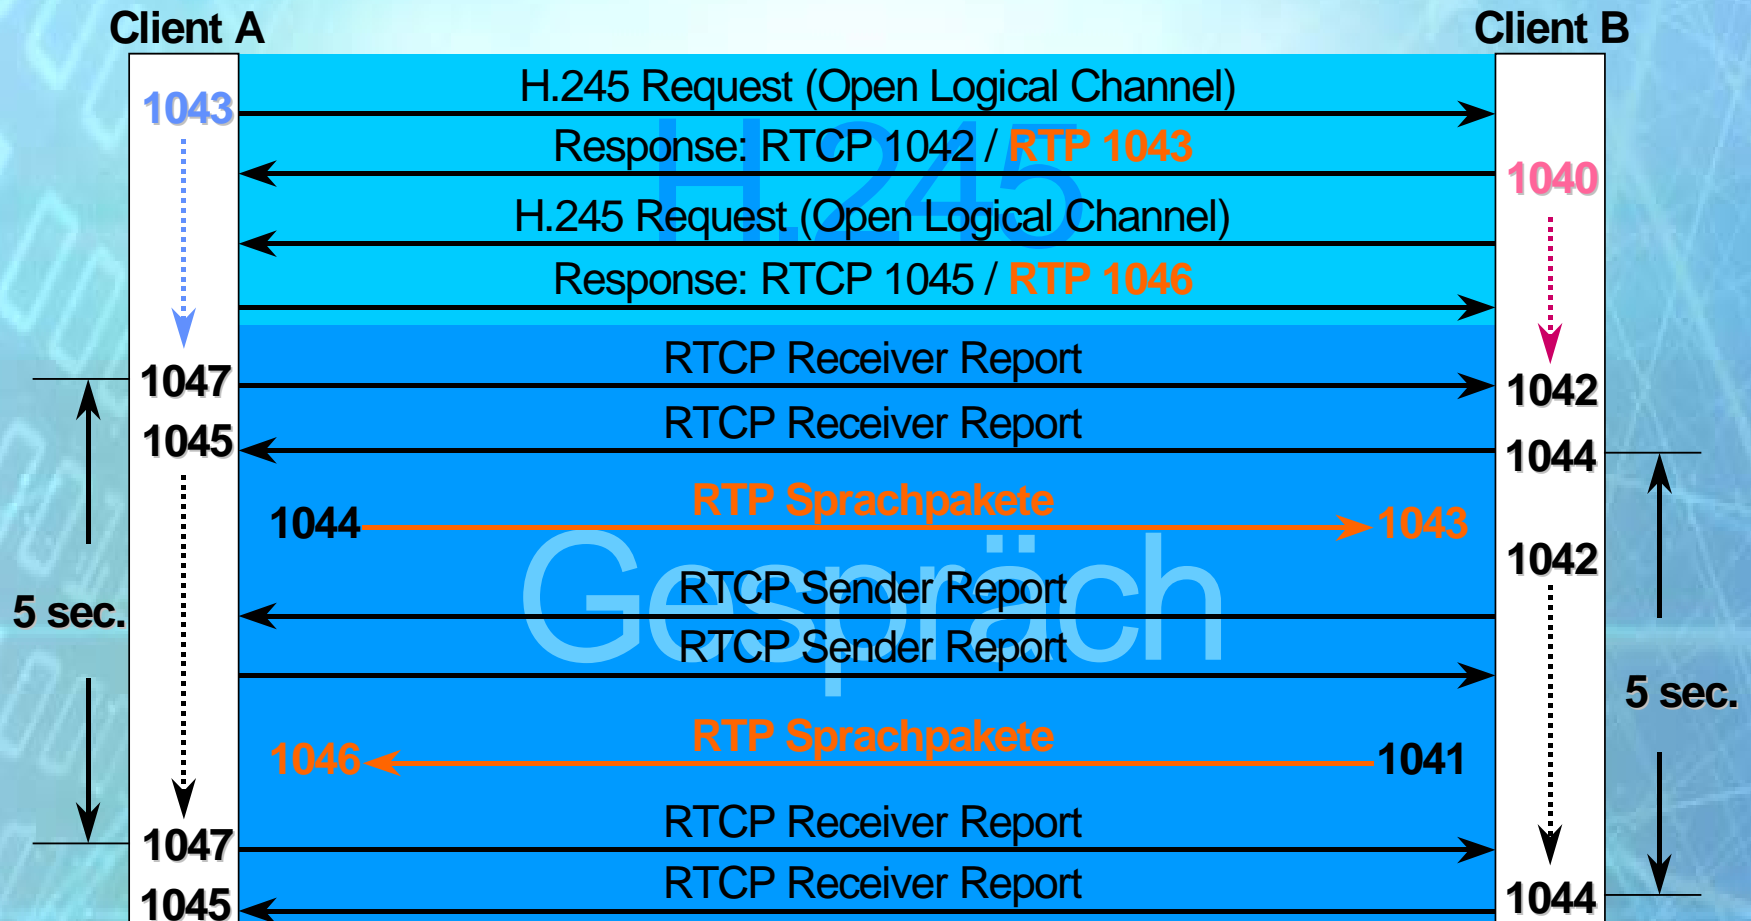 Client A
Client B
H.245 Request (Open Logical Channel)
1043
H.245
Response: RTCP 1042 / RTP 1043
1040
H.245 Request (Open Logical Channel)
Response: RTCP 1045 / RTP 1046
RTCP Receiver Report
1047
1042
RTCP Receiver Report
1045
1044
RTP Sprachpakete
1044
1043
1042
Gespräch
RTCP Sender Report
5 sec.
RTCP Sender Report
5 sec.
RTP Sprachpakete
1046
1041
RTCP Receiver Report
1047
RTCP Receiver Report
1045
1044